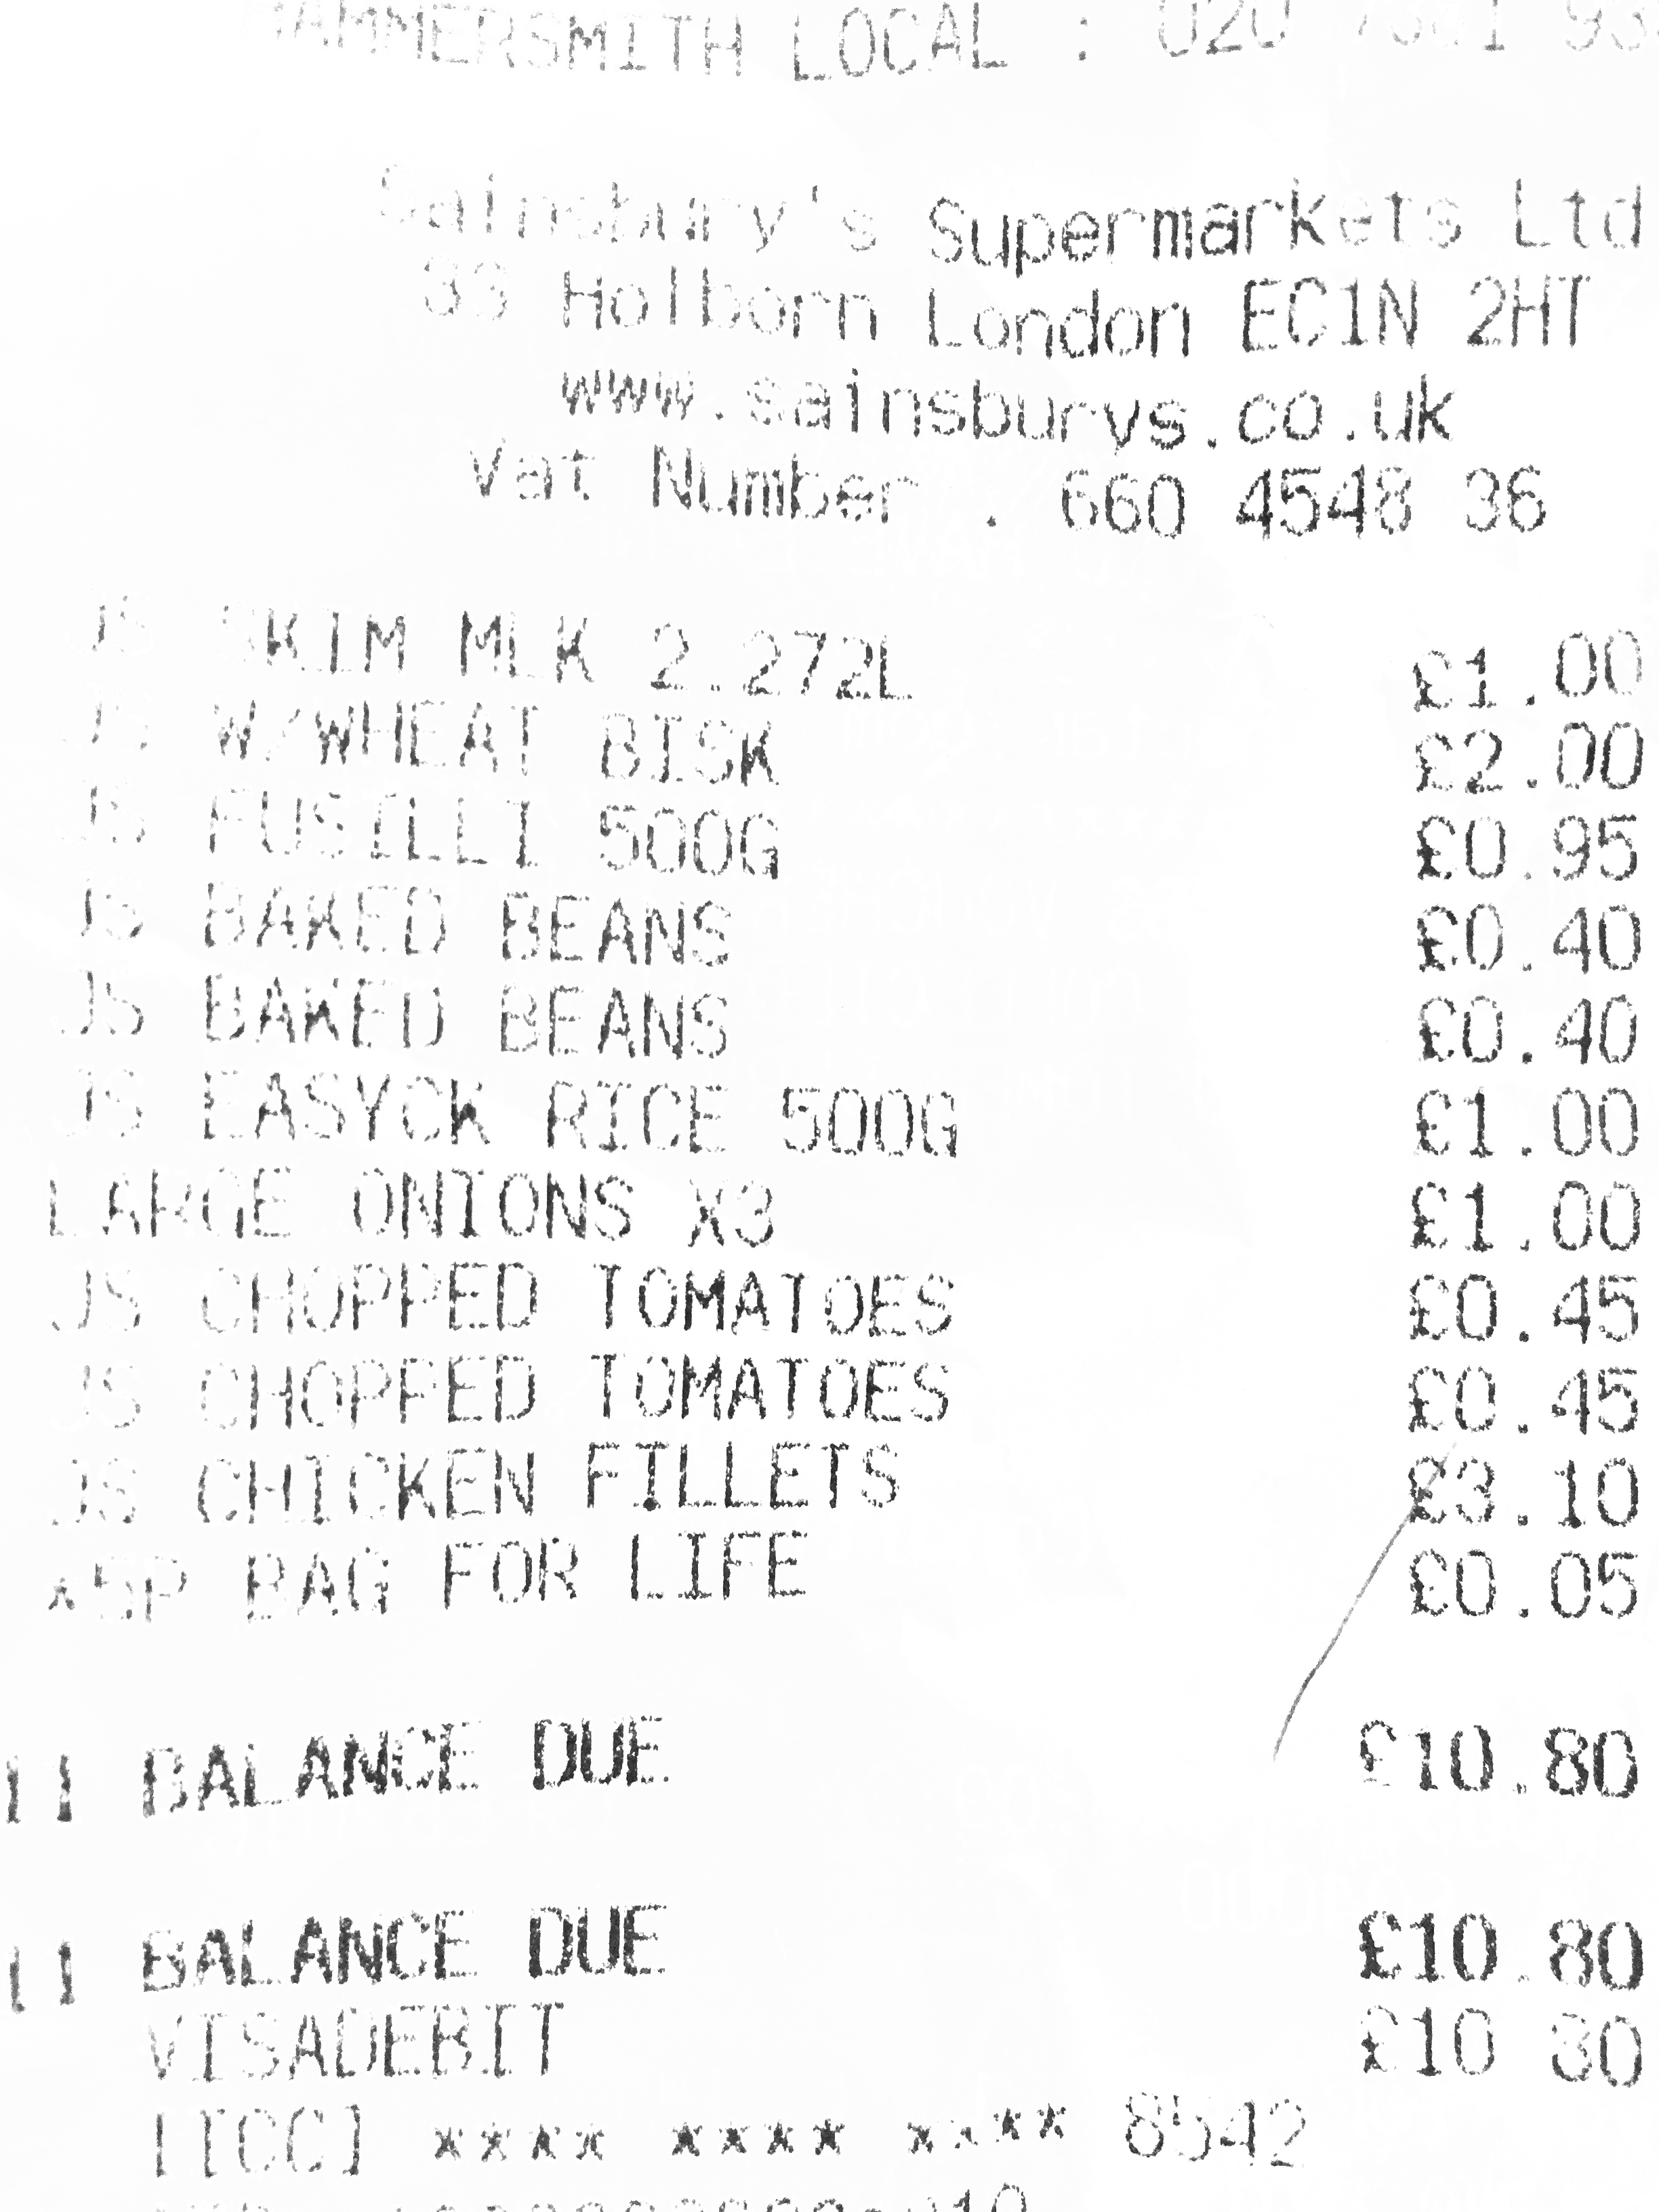 HAMMERSMITH LOCAL : 020
Sainsbury's Supermarkets Ltd
33 Holborn London EC1N 2HT
www.sainsburys.co.uk
Vat Number . 660 4548 36
JS SKIM MLK 2.272L £1.00
JS W/WHEAT BISK £2.00
JS FUSILLI 500G £0.95
JS BAKED BEANS £0.40
JS BAKED BEANS £0.40
JS EASYCK RICE 500G £1.00
LARGE ONIONS X3 £1.00
JS CHOPPED TOMATOES £0.45
JS CHOPPED TOMATOES £0.45
JS CHICKEN FILLETS £3.10
*5P BAG FOR LIFE £0.05
11 BALANCE DUE £10.80
11 BALANCE DUE £10.80
VISADEBIT £10.80
[ICC] **** **** **** 8542